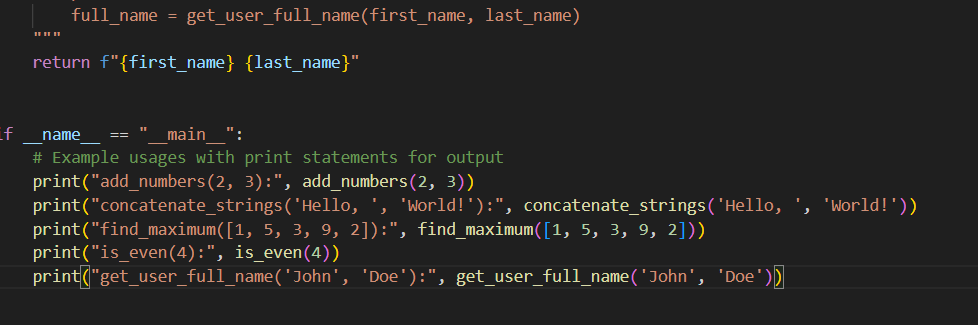 full_name = get_user_full_name(first_name, last_name)
"""
return f"{first_name} {last_name}"
if __name__ == "__main__":
# Example usages with print statements for output
print("add_numbers(2, 3):", add_numbers(2, 3))
print("concatenate_strings('Hello, ', 'World!'):", concatenate_strings('Hello, ', 'World!'))
print("find_maximum([1, 5, 3, 9, 2]):", find_maximum([1, 5, 3, 9, 2]))
print("is_even(4):", is_even(4))
print("get_user_full_name('John', 'Doe'):", get_user_full_name('John', 'Doe'))